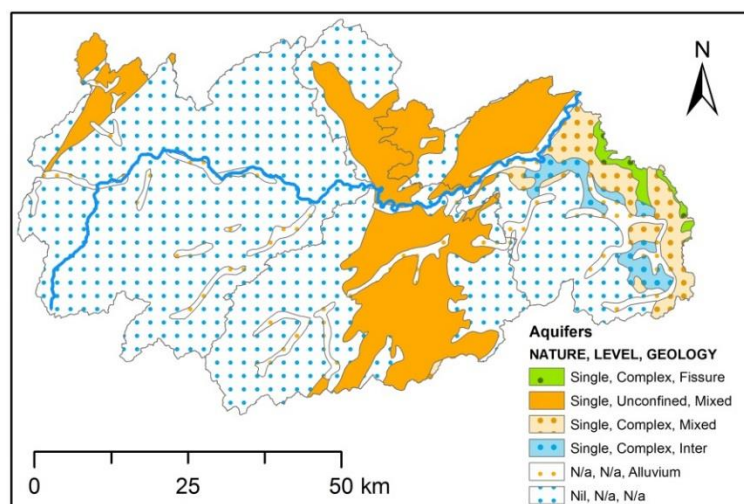 N
Aquifers
NATURE, LEVEL, GEOLOGY
Single, Complex, Fissure
Single, Unconfined, Mixed
Single, Complex, Mixed
Single, Complex, Inter
N/a, N/a, Alluvium
Nil, N/a, N/a
0 25 50 km